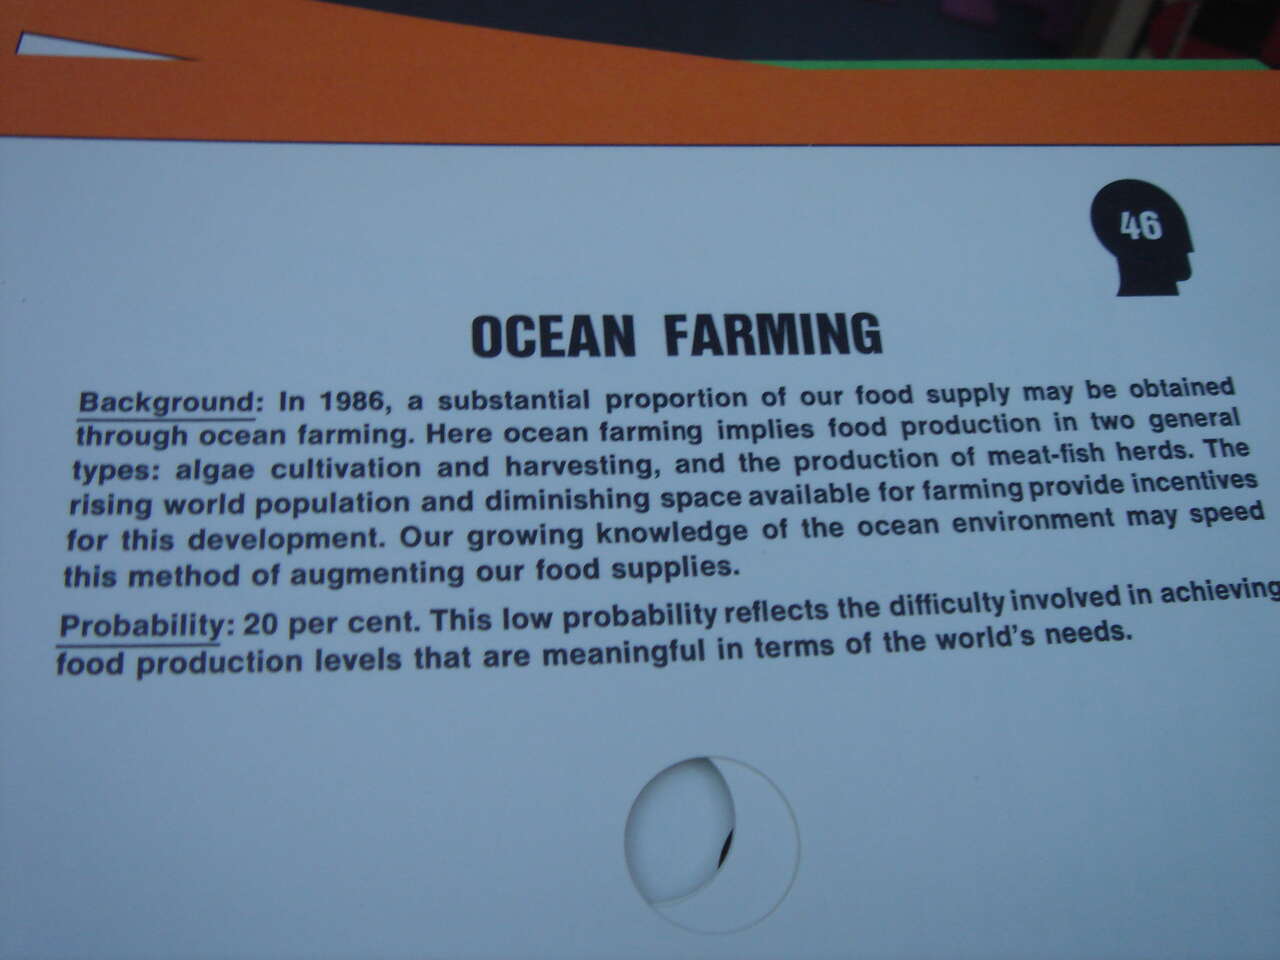 46
OCEAN FARMING
Background: In 1986, a substantial proportion of our food supply may be obtained
through ocean farming. Here ocean farming implies food production in two general
types: algae cultivation and harvesting, and the production of meat-fish herds. The
rising world population and diminishing space available for farming provide incentives
for this development. Our growing knowledge of the ocean environment may speed
this method of augmenting our food supplies.
Probability: 20 per cent. This low probability reflects the difficulty involved in achieving
food production levels that are meaningful in terms of the world's needs.